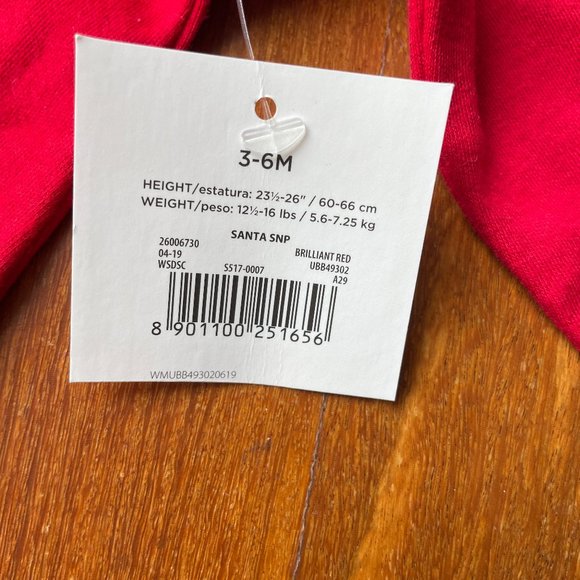 3-6M
HEIGHT/estatura: 23½-26" / 60-66 cm
WEIGHT/peso: 12½-16 lbs / 5.6-7.25 kg
SANTA SNP
26006730 BRILLIANT RED
04-19 UBB49302
WSDSC 5517-0007 A29
8 901100 251656
WMUBB493020619